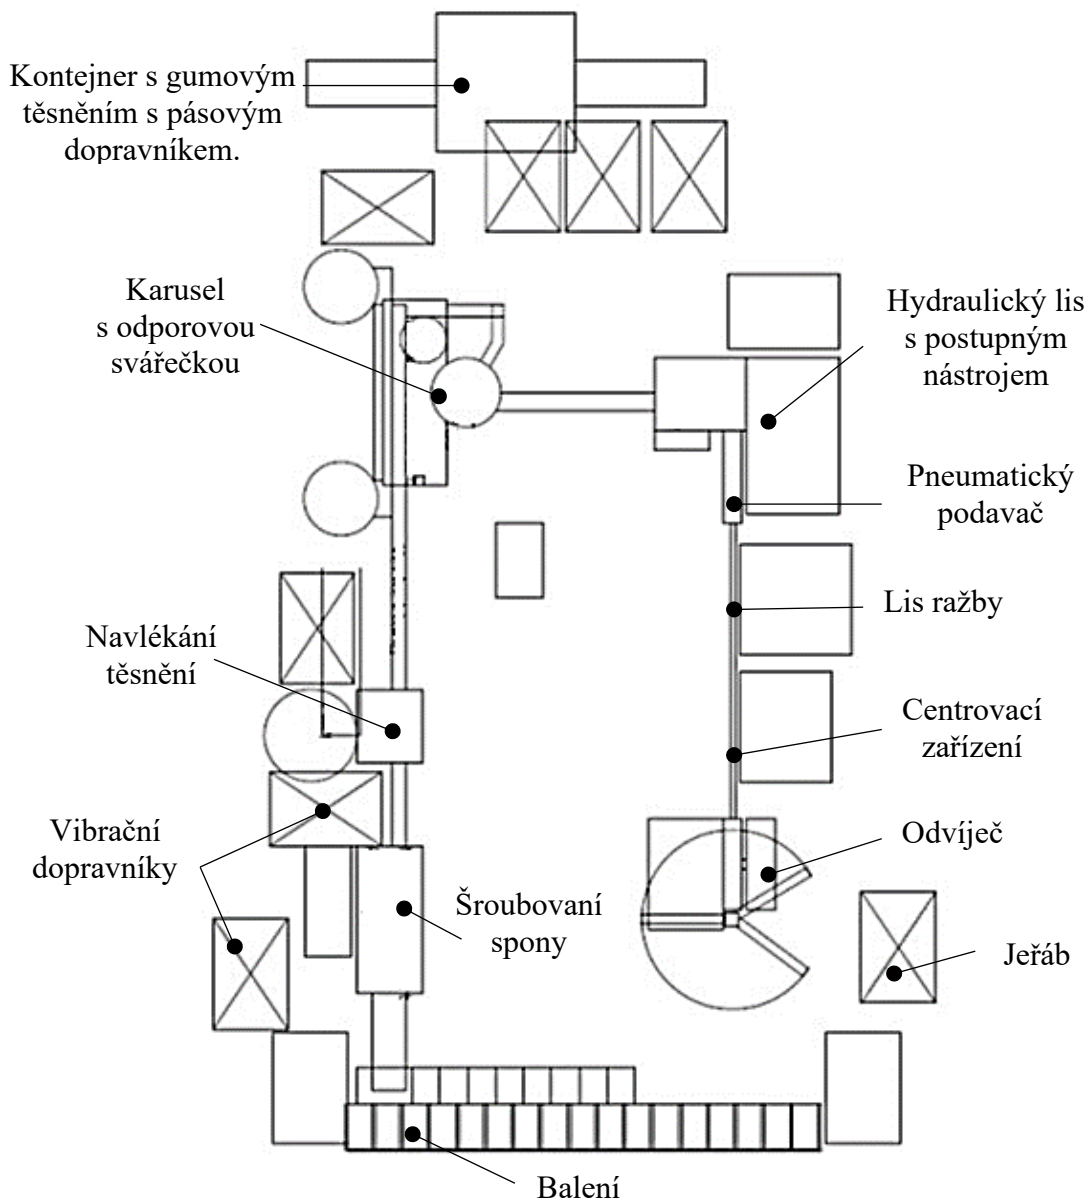 Kontejner s gumovým
těsněním s pásovým
dopravníkem.
Karusel
s odporovou
svářečkou
Hydraulický lis
s postupným
nástrojem
Pneumatický
podavač
Lis ražby
Navlékání
těsnění
Centrovací
zařízení
Vibrační
dopravníky
Odvíječ
Šroubovaní
spony
Jeřáb
Balení